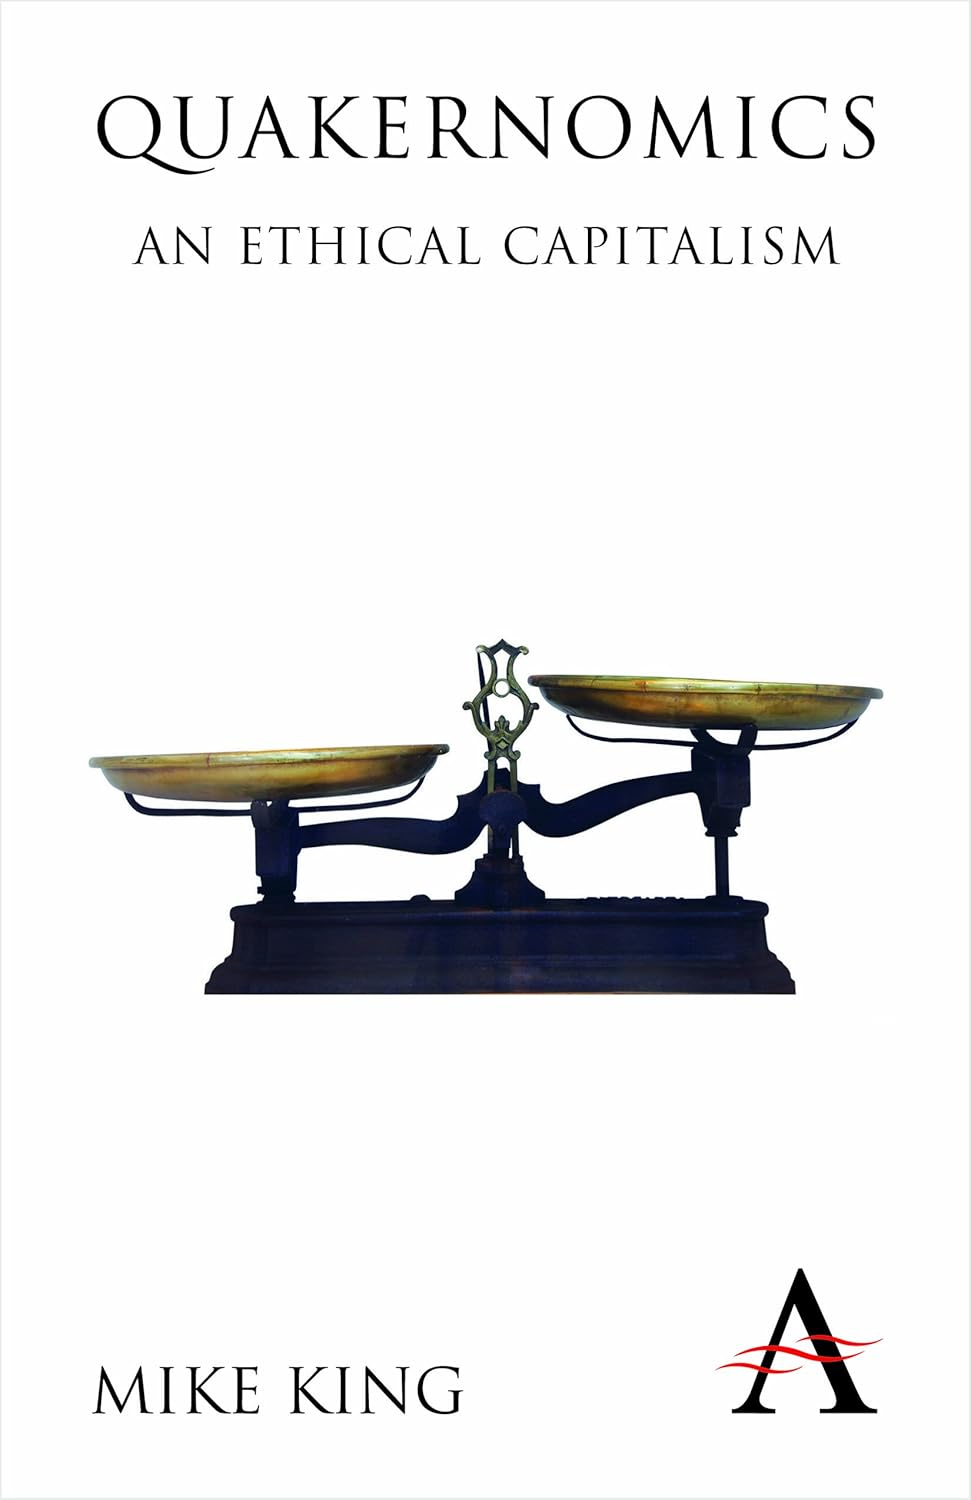 QUAKERNOMICS
AN ETHICAL CAPITALISM
MIKE KING
A